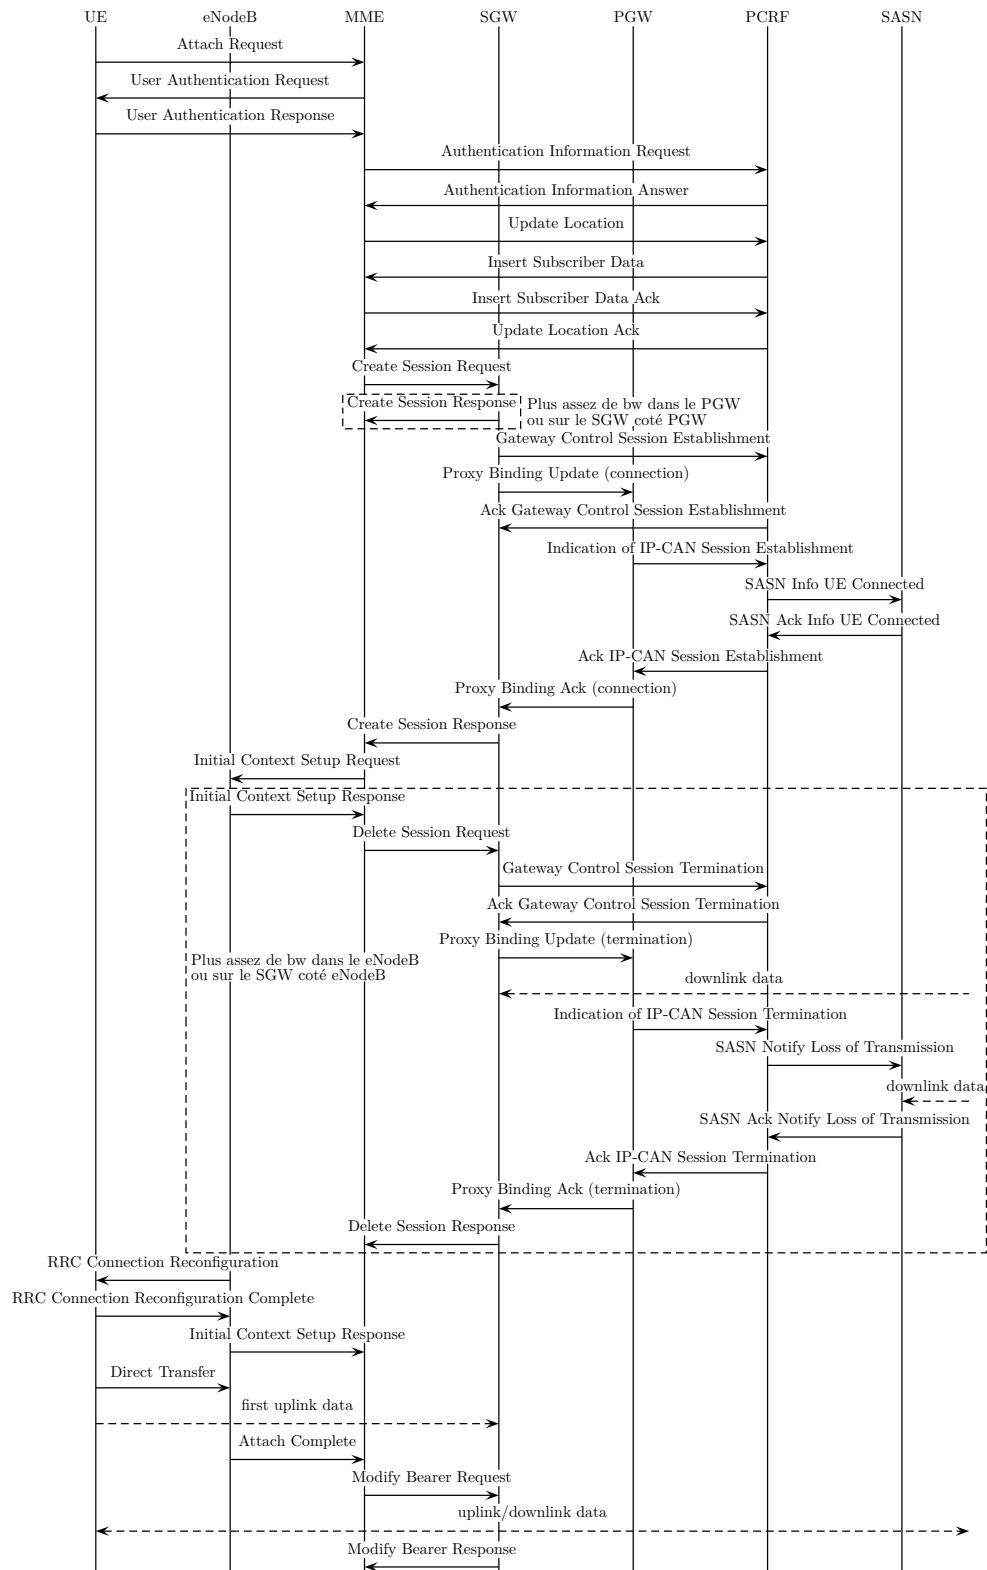 UE eNodeB MME SGW PGW PCRF SASN
Attach Request
User Authentication Request
User Authentication Response
Authentication Information Request
Authentication Information Answer
Update Location
Insert Subscriber Data
Insert Subscriber Data Ack
Update Location Ack
Create Session Request
Create Session Response
Plus assez de bw dans le PGW
ou sur le SGW coté PGW
Gateway Control Session Establishment
Proxy Binding Update (connection)
Ack Gateway Control Session Establishment
Indication of IP-CAN Session Establishment
SASN Info UE Connected
SASN Ack Info UE Connected
Ack IP-CAN Session Establishment
Proxy Binding Ack (connection)
Create Session Response
Initial Context Setup Request
Initial Context Setup Response
Delete Session Request
Gateway Control Session Termination
Ack Gateway Control Session Termination
Proxy Binding Update (termination)
Plus assez de bw dans le eNodeB
ou sur le SGW coté eNodeB
downlink data
Indication of IP-CAN Session Termination
SASN Notify Loss of Transmission
downlink data
SASN Ack Notify Loss of Transmission
Ack IP-CAN Session Termination
Proxy Binding Ack (termination)
Delete Session Response
RRC Connection Reconfiguration
RRC Connection Reconfiguration Complete
Initial Context Setup Response
Direct Transfer
first uplink data
Attach Complete
Modify Bearer Request
uplink/downlink data
Modify Bearer Response